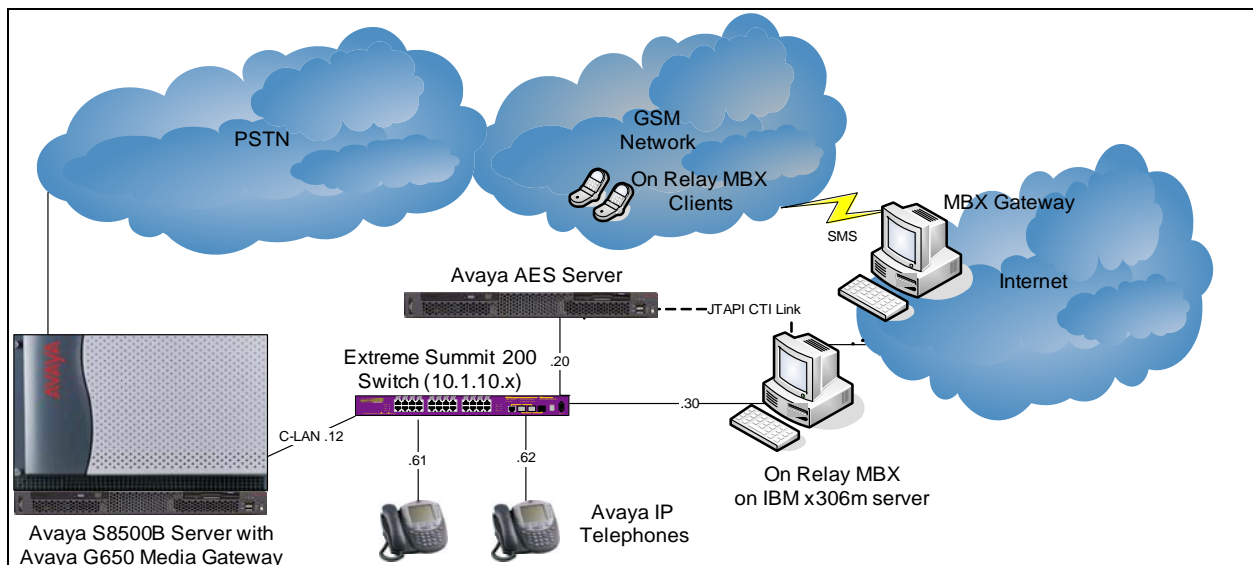 PSTN
GSM
Network
On Relay MBX
Clients
SMS
MBX Gateway
Internet
Avaya AES Server
JTAPI CTI Link
Extreme Summit 200
Switch (10.1.10.x)
.20
.30
C-LAN .12
.61
.62
AVAYA
Avaya IP
Telephones
On Relay MBX
on IBM x306m server
Avaya S8500B Server with
Avaya G650 Media Gateway